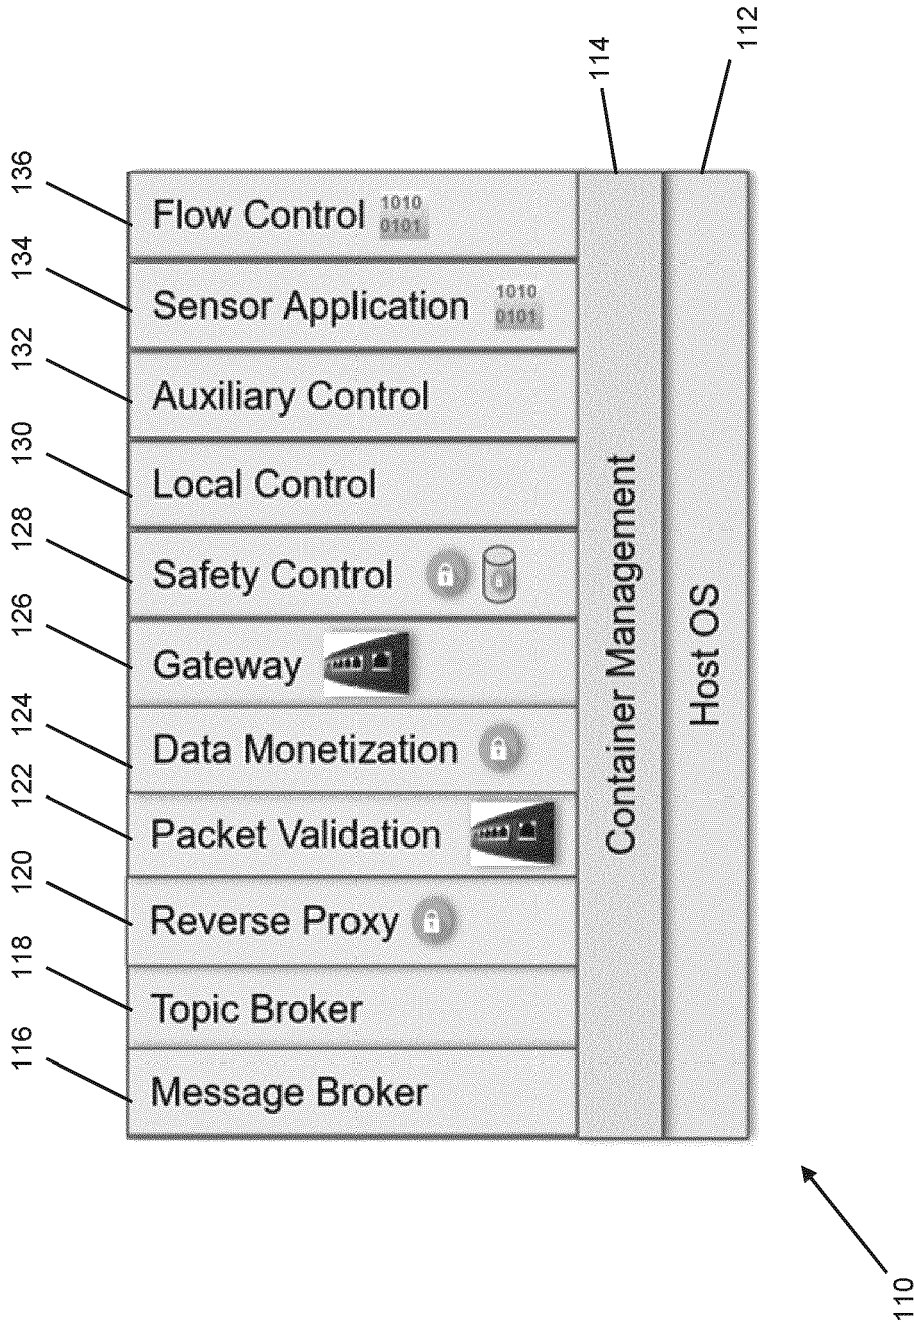 136
Flow Control
1010
0101
134
Sensor Application
1010
0101
132
Auxiliary Control
130
Local Control
128
Safety Control
126
Gateway
124
Data Monetization
122
Packet Validation
120
Reverse Proxy
118
Topic Broker
116
Message Broker
114
Container Management
112
Host OS
110